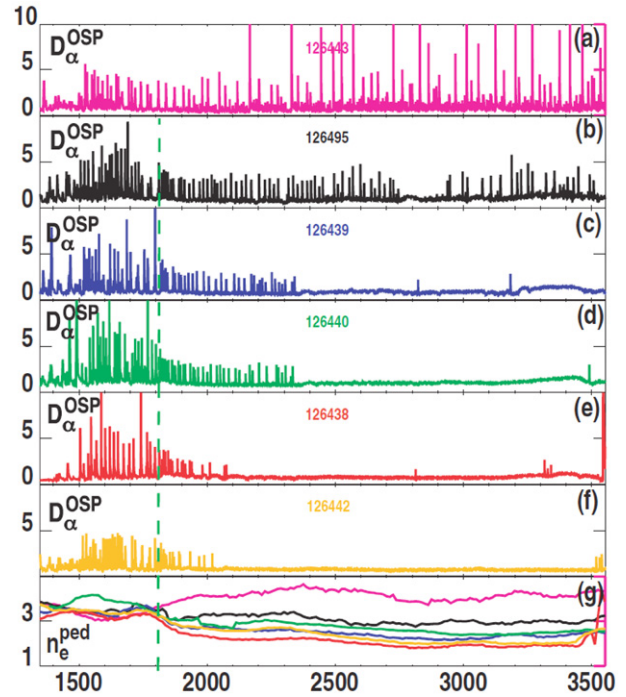 10
D_α^OSP 126443 (a)
5
0
D_α^OSP 126495 (b)
5
0
D_α^OSP 126439 (c)
5
0
D_α^OSP 126440 (d)
5
0
D_α^OSP 126438 (e)
5
0
D_α^OSP 126442 (f)
5
(g)
3
n_e^ped
1
1500 2000 2500 3000 3500